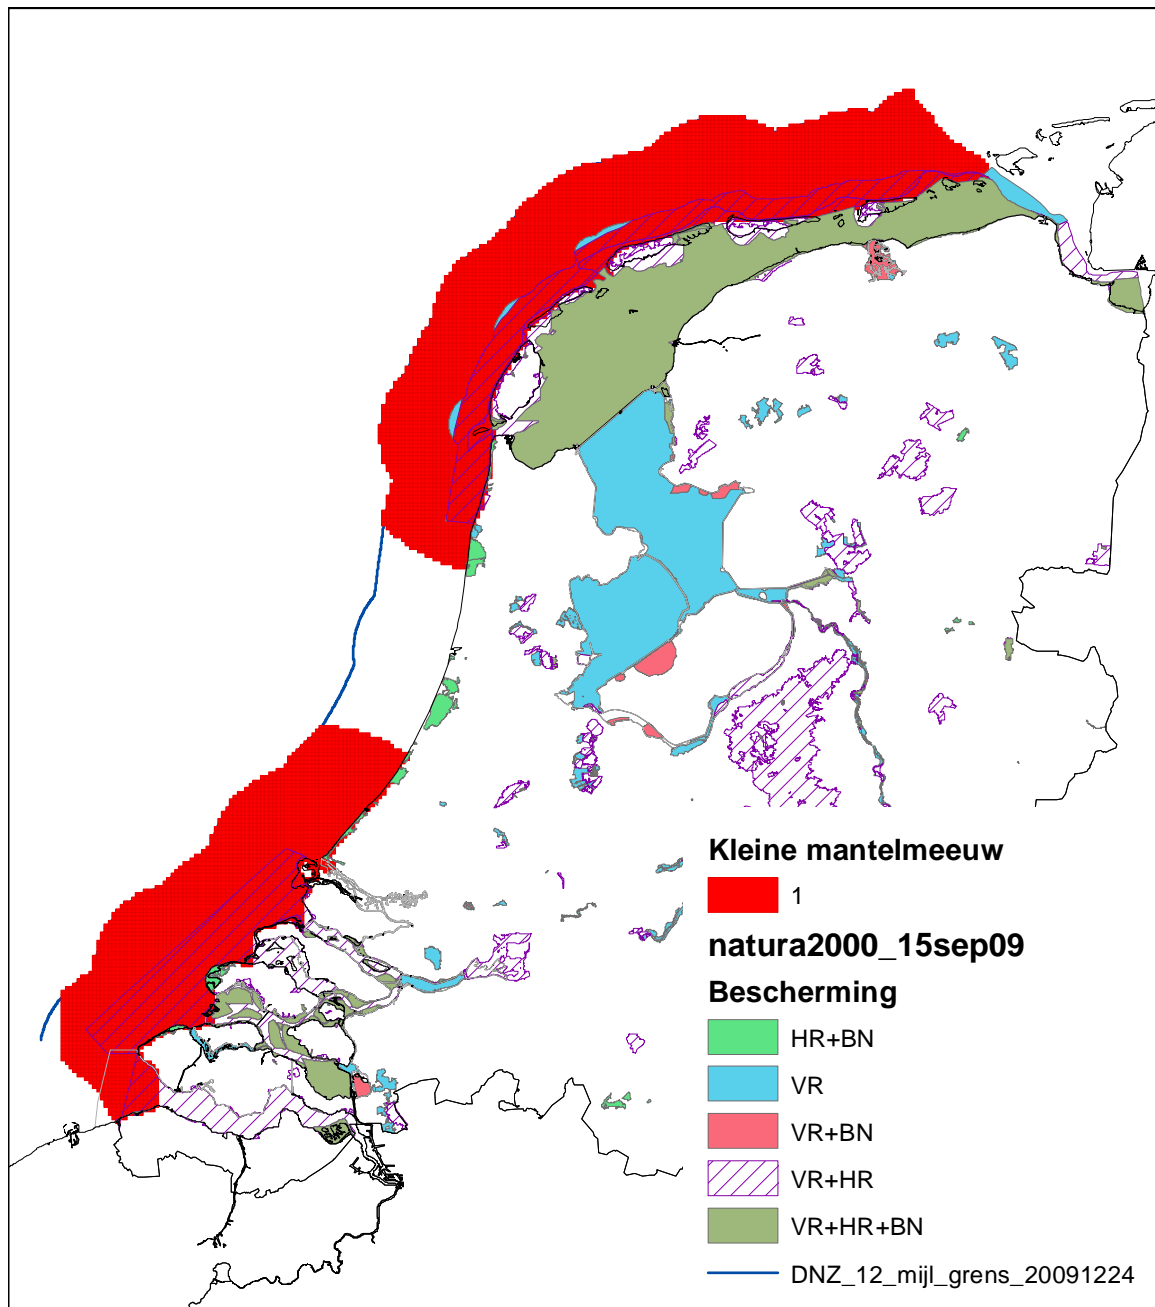 Kleine mantelmeeuw
1
natura2000_15sep09
Bescherming
HR+BN
VR
VR+BN
VR+HR
VR+HR+BN
DNZ_12_mijl_grens_20091224